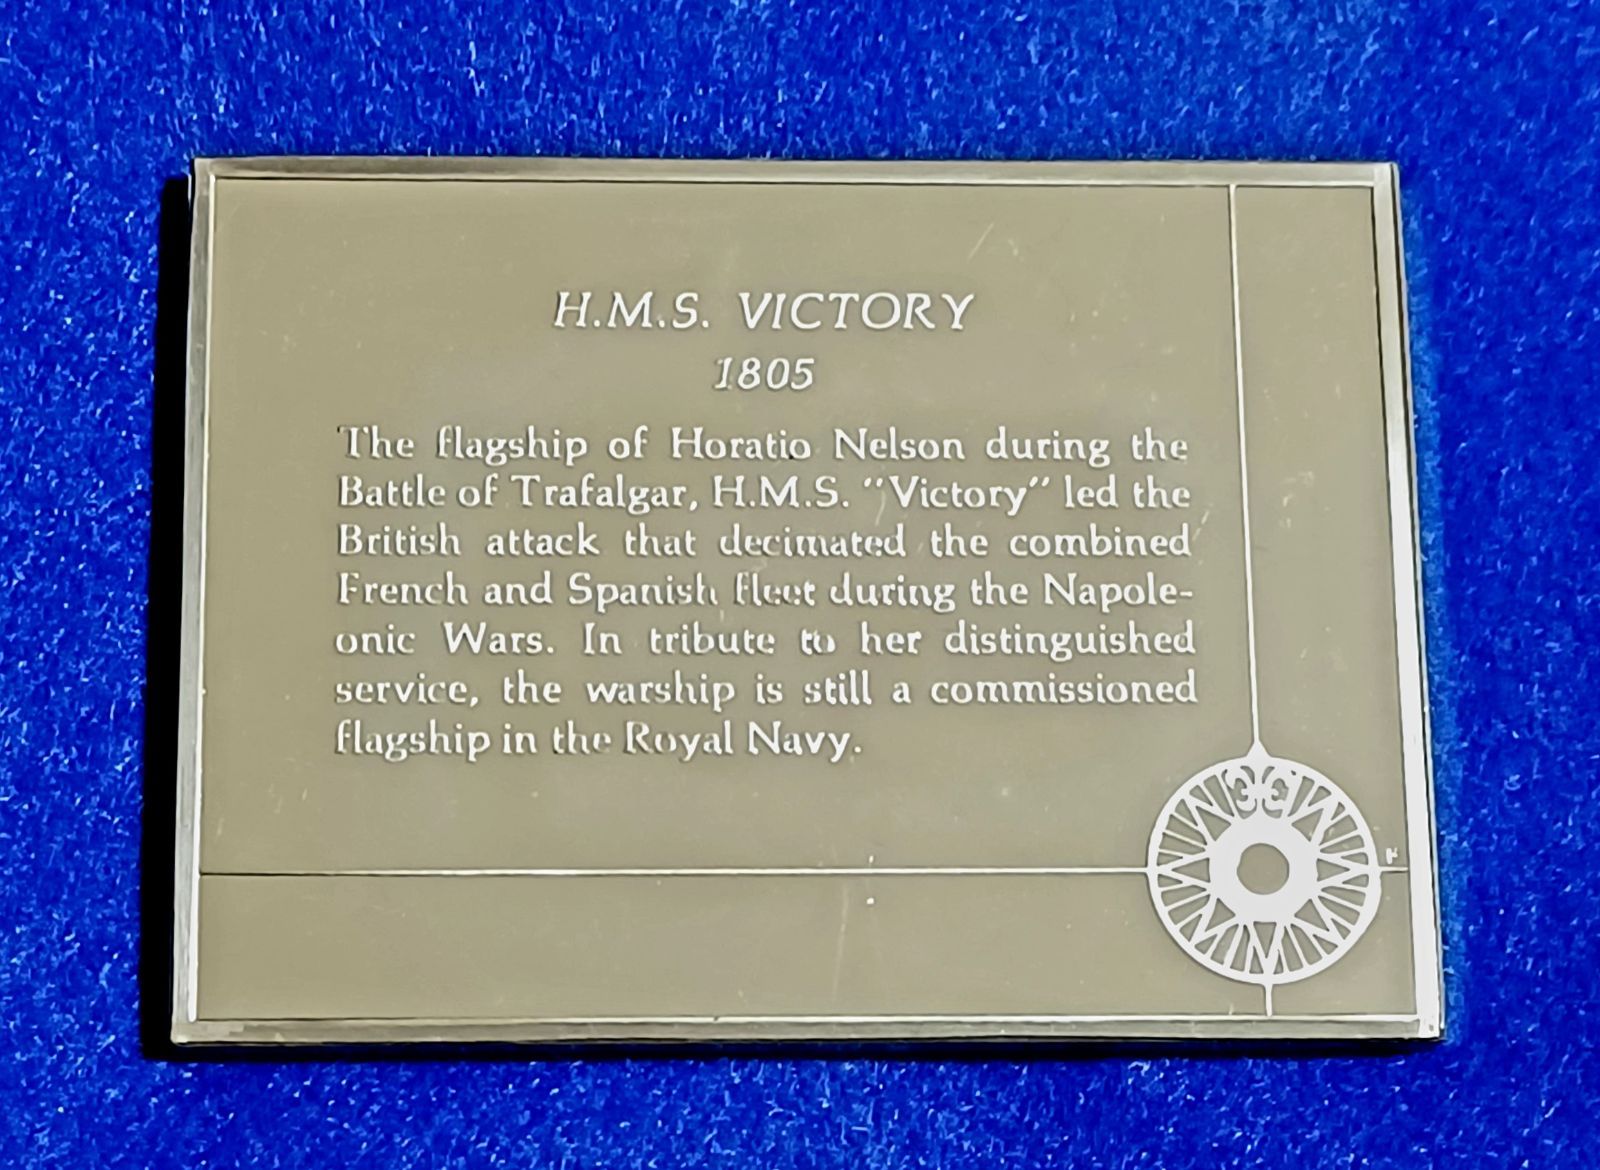 H.M.S. VICTORY
1805
The flagship of Horatio Nelson during the
Battle of Trafalgar, H.M.S. "Victory" led the
British attack that decimated the combined
French and Spanish fleet during the Napole-
onic Wars. In tribute to her distinguished
service, the warship is still a commissioned
flagship in the Royal Navy.